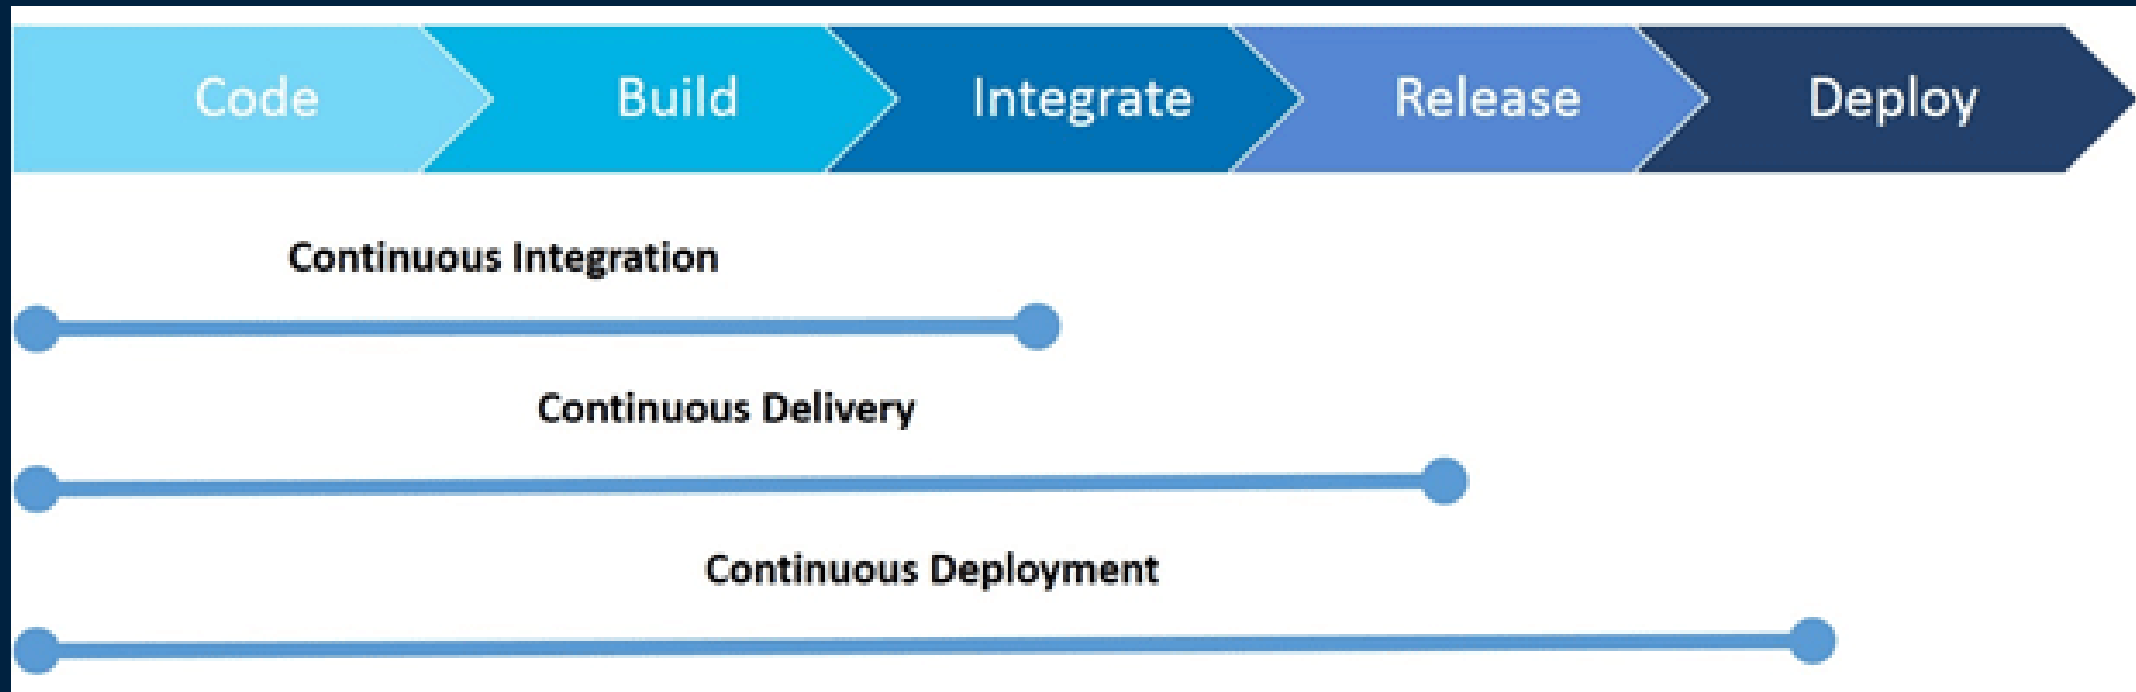 Code Build Integrate Release Deploy
Continuous Integration
Continuous Delivery
Continuous Deployment